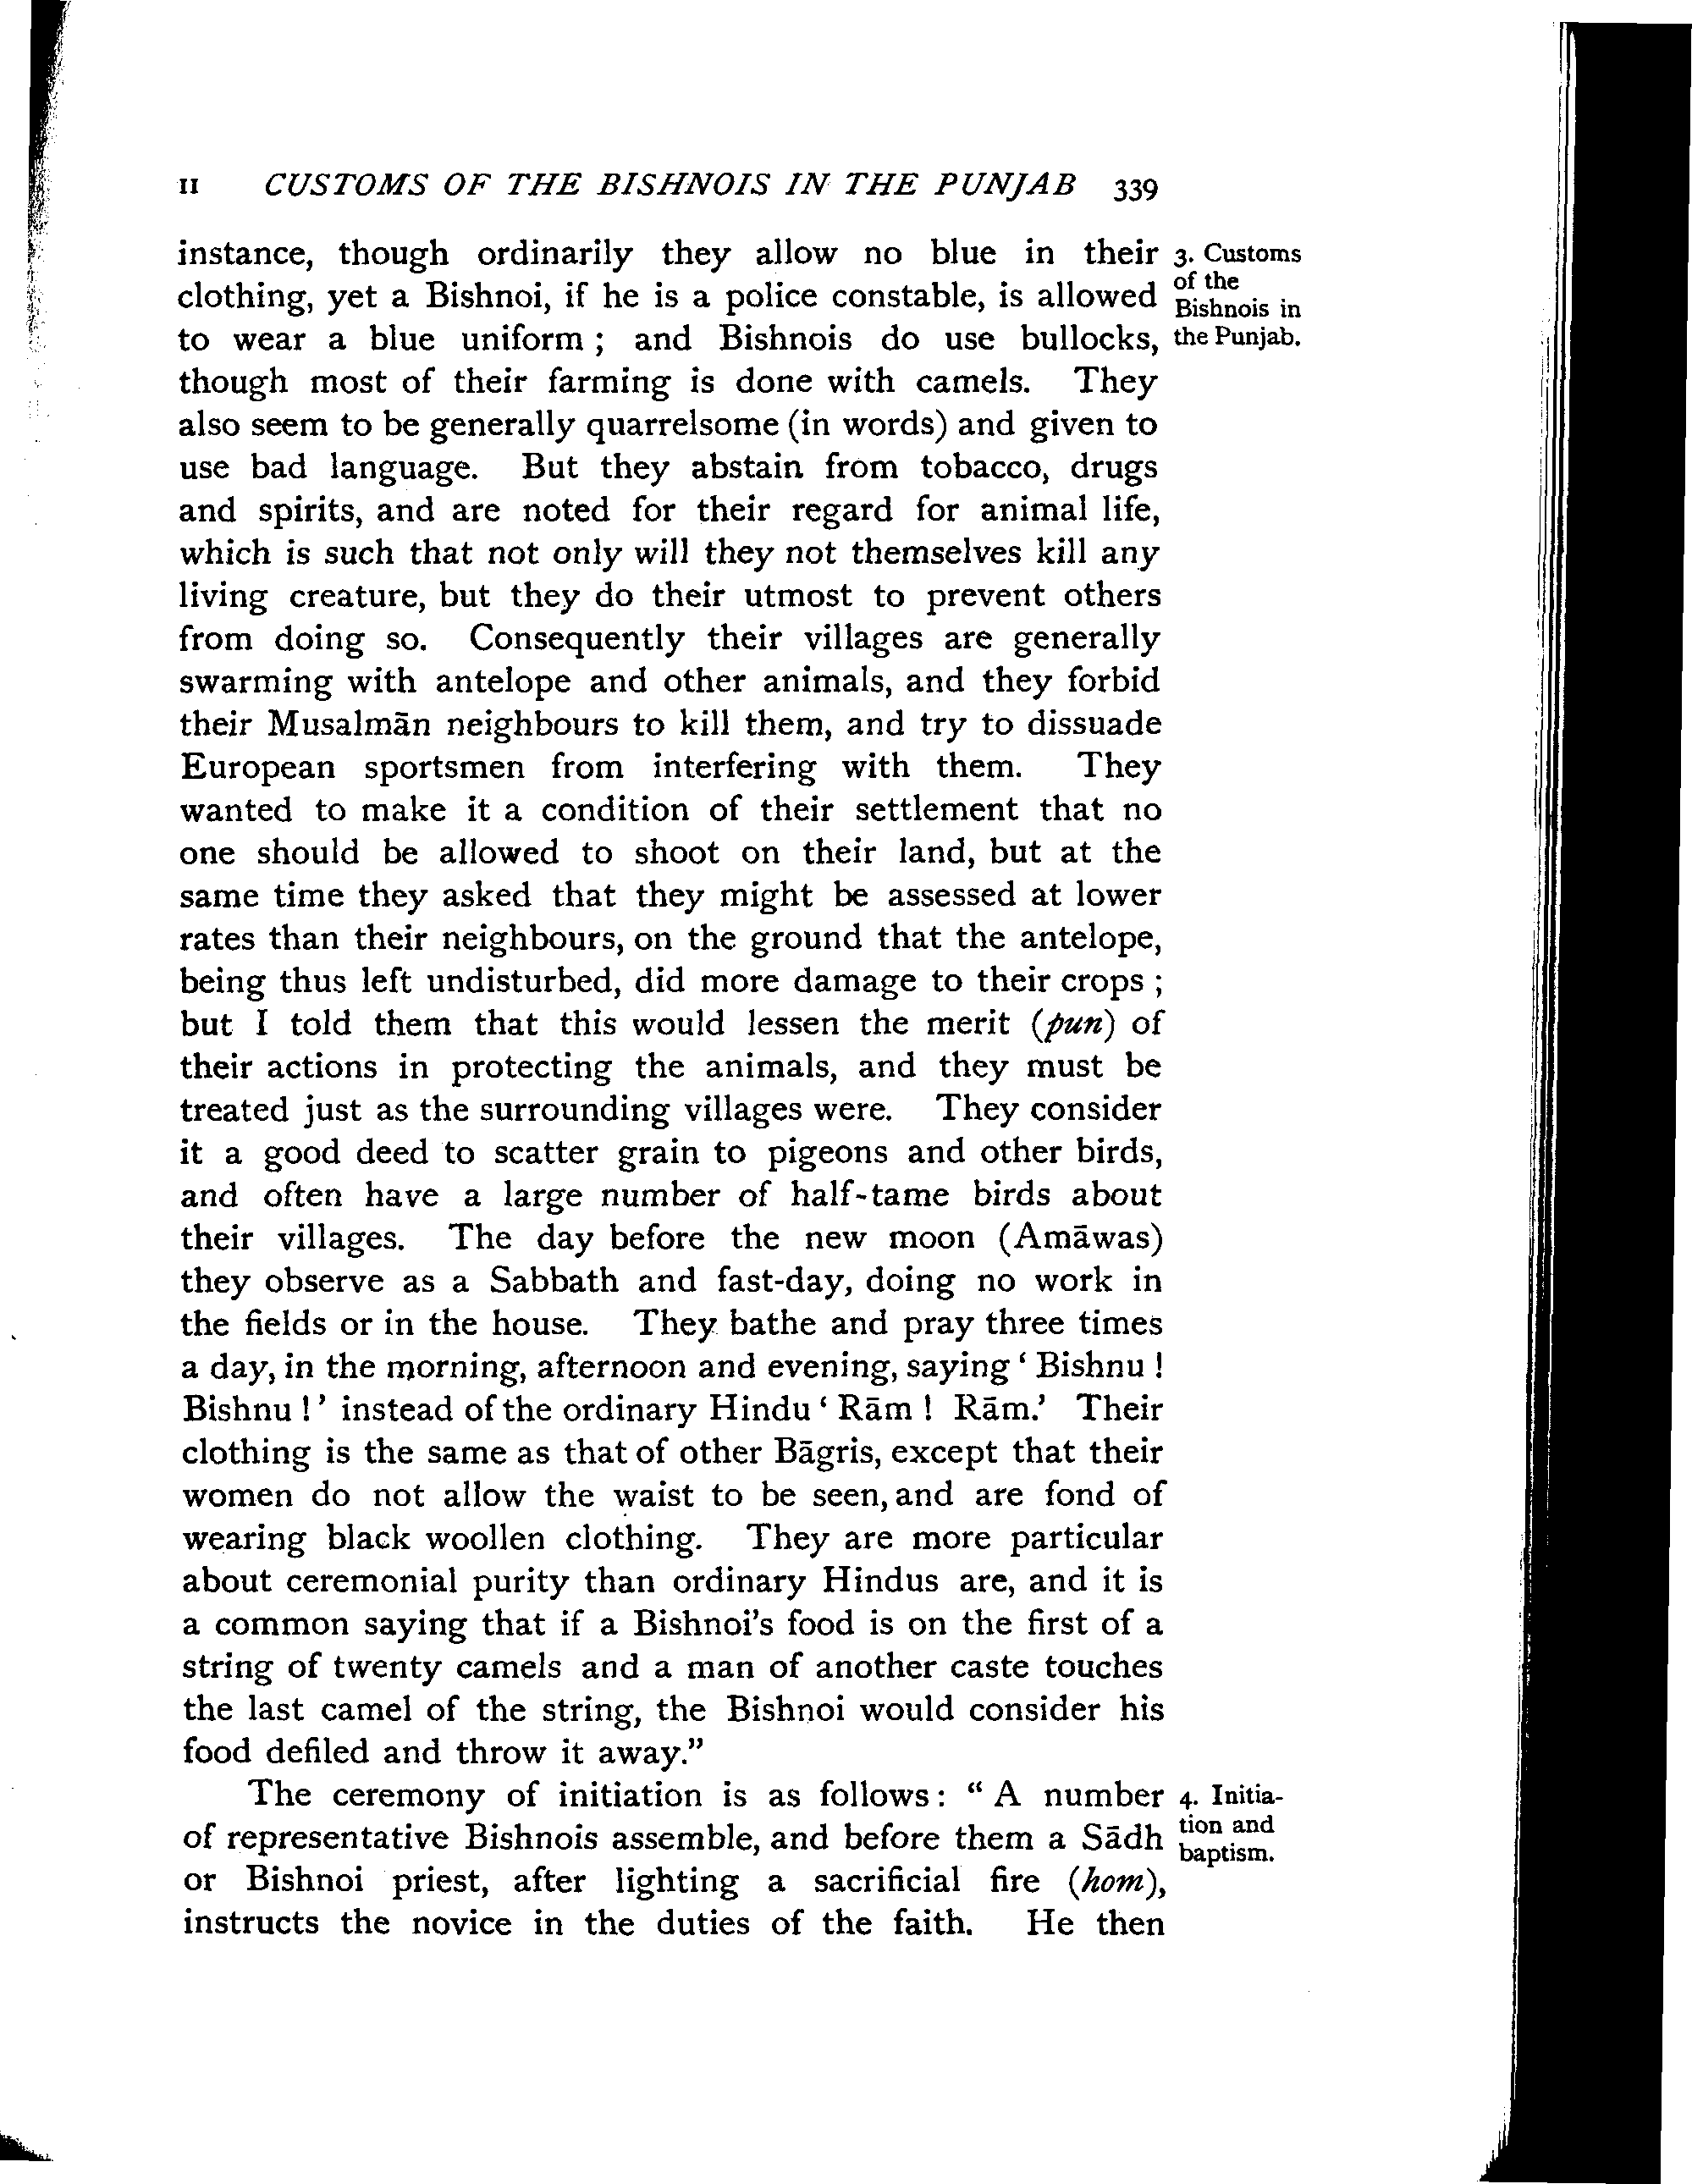 II CUSTOMS OF THE BISHNOIS IN THE PUNJAB 339
instance, though ordinarily they allow no blue in their
clothing, yet a Bishnoi, if he is a police constable, is allowed
to wear a blue uniform ; and Bishnois do use bullocks,
though most of their farming is done with camels. They
also seem to be generally quarrelsome (in words) and given to
use bad language. But they abstain from tobacco, drugs
and spirits, and are noted for their regard for animal life,
which is such that not only will they not themselves kill any
living creature, but they do their utmost to prevent others
from doing so. Consequently their villages are generally
swarming with antelope and other animals, and they forbid
their Musalmān neighbours to kill them, and try to dissuade
European sportsmen from interfering with them. They
wanted to make it a condition of their settlement that no
one should be allowed to shoot on their land, but at the
same time they asked that they might be assessed at lower
rates than their neighbours, on the ground that the antelope,
being thus left undisturbed, did more damage to their crops ;
but I told them that this would lessen the merit (pun) of
their actions in protecting the animals, and they must be
treated just as the surrounding villages were. They consider
it a good deed to scatter grain to pigeons and other birds,
and often have a large number of half-tame birds about
their villages. The day before the new moon (Amāwas)
they observe as a Sabbath and fast-day, doing no work in
the fields or in the house. They bathe and pray three times
a day, in the morning, afternoon and evening, saying ‘ Bishnu !
Bishnu ! ’ instead of the ordinary Hindu ‘ Rām ! Rām.’ Their
clothing is the same as that of other Bāgris, except that their
women do not allow the waist to be seen, and are fond of
wearing black woollen clothing. They are more particular
about ceremonial purity than ordinary Hindus are, and it is
a common saying that if a Bishnoi's food is on the first of a
string of twenty camels and a man of another caste touches
the last camel of the string, the Bishnoi would consider his
food defiled and throw it away.”
The ceremony of initiation is as follows : “ A number
of representative Bishnois assemble, and before them a Sādh
or Bishnoi priest, after lighting a sacrificial fire (hom),
instructs the novice in the duties of the faith. He then
3. Customs
of the
Bishnois in
the Punjab.
4. Initia-
tion and
baptism.